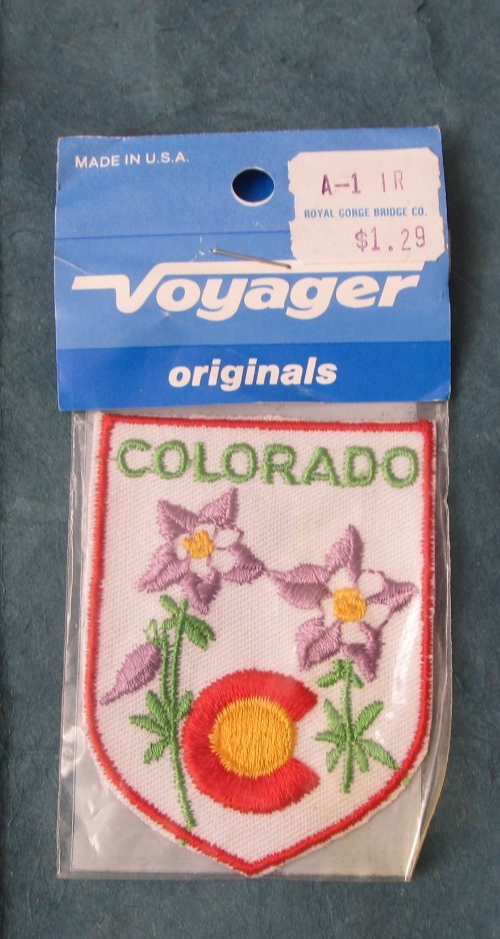 MADE IN U.S.A.
A-1 IR
ROYAL GORGE BRIDGE CO.
$1.29
Voyager
originals
COLORADO